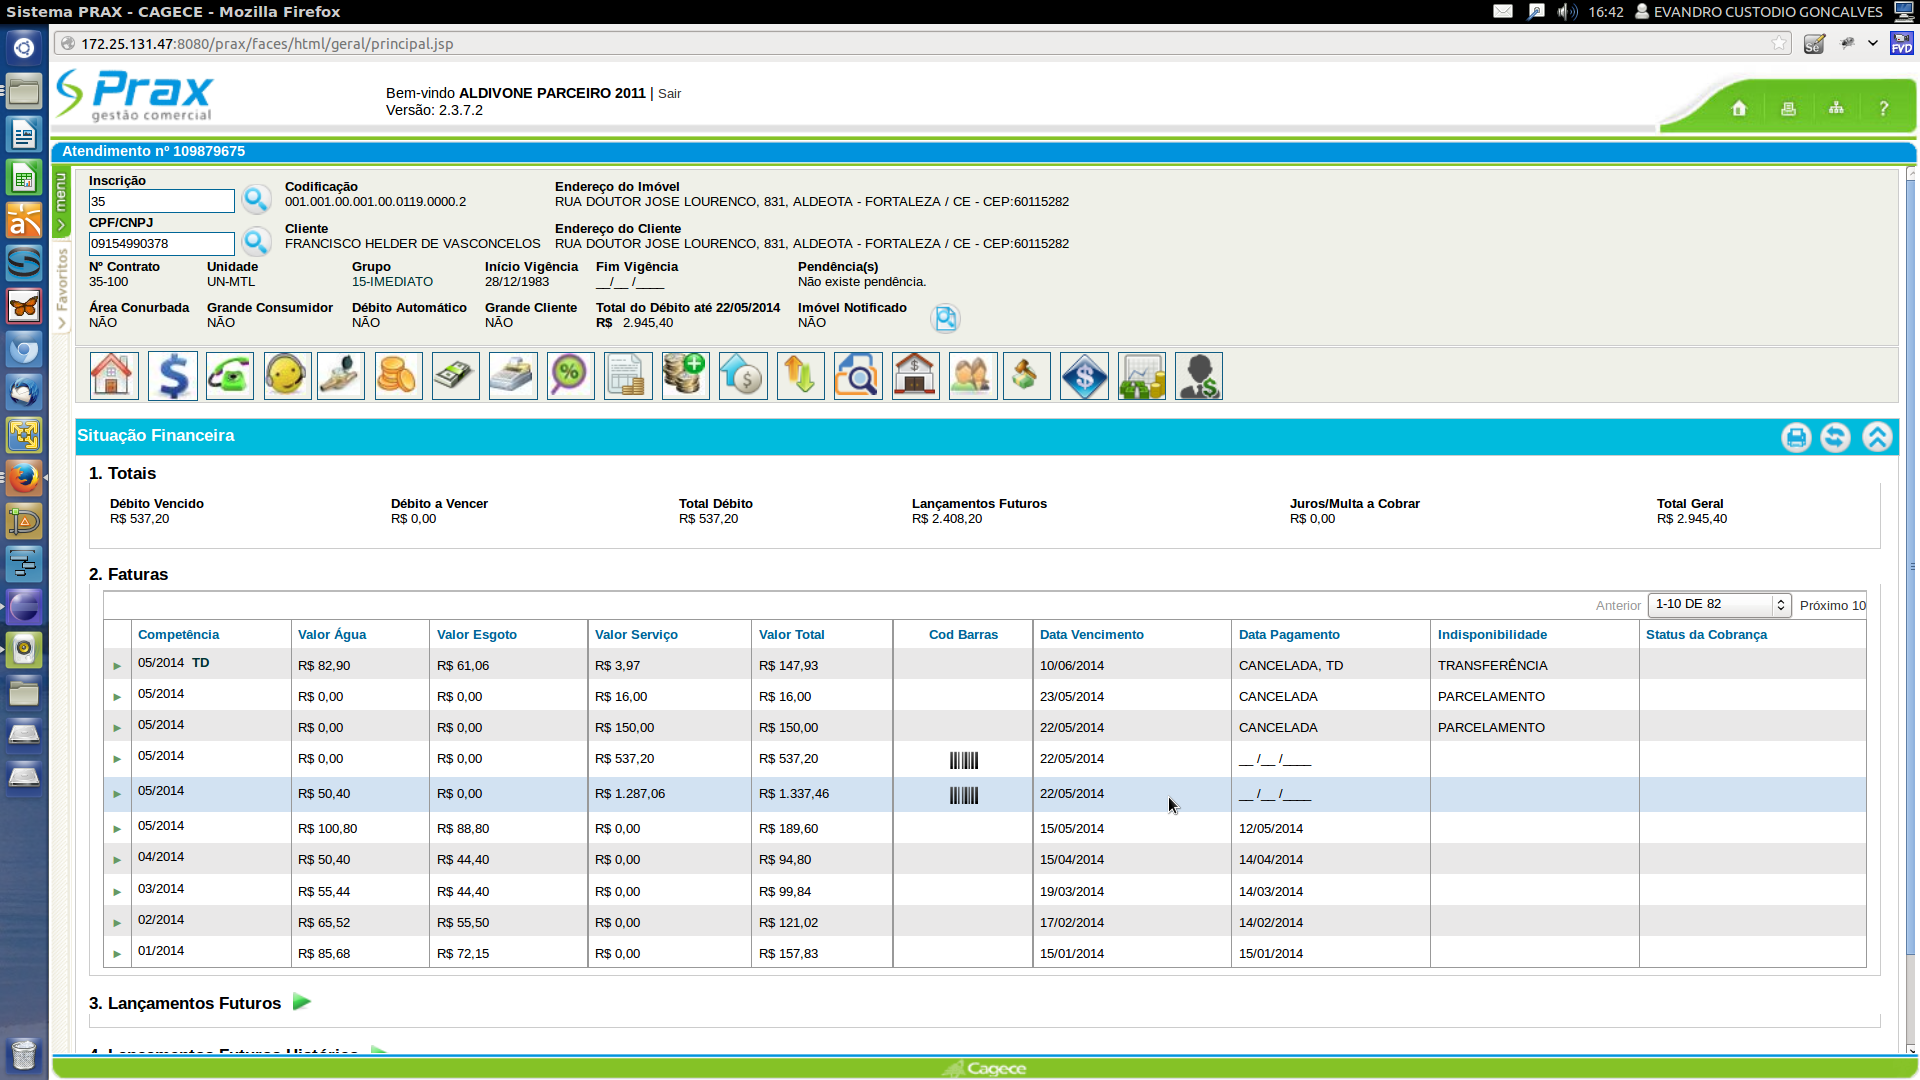 Sistema PRAX - CAGECE - Mozilla Firefox
16:42 EVANDRO CUSTODIO GONCALVES
172.25.131.47:8080/prax/faces/html/geral/principal.jsp
Se
FVD
Prax
gestão comercial
Bem-vindo ALDIVONE PARCEIRO 2011 | Sair
Versão: 2.3.7.2
?
Atendimento nº 109879675
menu
Favoritos
Inscrição
35
Codificação
001.001.00.001.00.0119.0000.2
Endereço do Imóvel
RUA DOUTOR JOSE LOURENCO, 831, ALDEOTA - FORTALEZA / CE - CEP:60115282
CPF/CNPJ
09154990378
Cliente
FRANCISCO HELDER DE VASCONCELOS
Endereço do Cliente
RUA DOUTOR JOSE LOURENCO, 831, ALDEOTA - FORTALEZA / CE - CEP:60115282
Nº Contrato Unidade Grupo Início Vigência Fim Vigência Pendência(s)
35-100 UN-MTL 15-IMEDIATO 28/12/1983 __/__ /____ Não existe pendência.
Área Conurbada Grande Consumidor Débito Automático Grande Cliente Total do Débito até 22/05/2014 Imóvel Notificado
NÃO NÃO NÃO NÃO R$ 2.945,40 NÃO
Situação Financeira
1. Totais
Débito Vencido Débito a Vencer Total Débito Lançamentos Futuros Juros/Multa a Cobrar Total Geral
R$ 537,20 R$ 0,00 R$ 537,20 R$ 2.408,20 R$ 0,00 R$ 2.945,40
2. Faturas
Anterior 1-10 DE 82 Próximo 10
Competência Valor Água Valor Esgoto Valor Serviço Valor Total Cod Barras Data Vencimento Data Pagamento Indisponibilidade Status da Cobrança
05/2014 TD R$ 82,90 R$ 61,06 R$ 3,97 R$ 147,93 10/06/2014 CANCELADA, TD TRANSFERÊNCIA
05/2014 R$ 0,00 R$ 0,00 R$ 16,00 R$ 16,00 23/05/2014 CANCELADA PARCELAMENTO
05/2014 R$ 0,00 R$ 0,00 R$ 150,00 R$ 150,00 22/05/2014 CANCELADA PARCELAMENTO
05/2014 R$ 0,00 R$ 0,00 R$ 537,20 R$ 537,20 22/05/2014 __ /__ /____
05/2014 R$ 50,40 R$ 0,00 R$ 1.287,06 R$ 1.337,46 22/05/2014 __ /__ /____
05/2014 R$ 100,80 R$ 88,80 R$ 0,00 R$ 189,60 15/05/2014 12/05/2014
04/2014 R$ 50,40 R$ 44,40 R$ 0,00 R$ 94,80 15/04/2014 14/04/2014
03/2014 R$ 55,44 R$ 44,40 R$ 0,00 R$ 99,84 19/03/2014 14/03/2014
02/2014 R$ 65,52 R$ 55,50 R$ 0,00 R$ 121,02 17/02/2014 14/02/2014
01/2014 R$ 85,68 R$ 72,15 R$ 0,00 R$ 157,83 15/01/2014 15/01/2014
3. Lançamentos Futuros
4. Lançamentos Futuros Histórico
Cagece